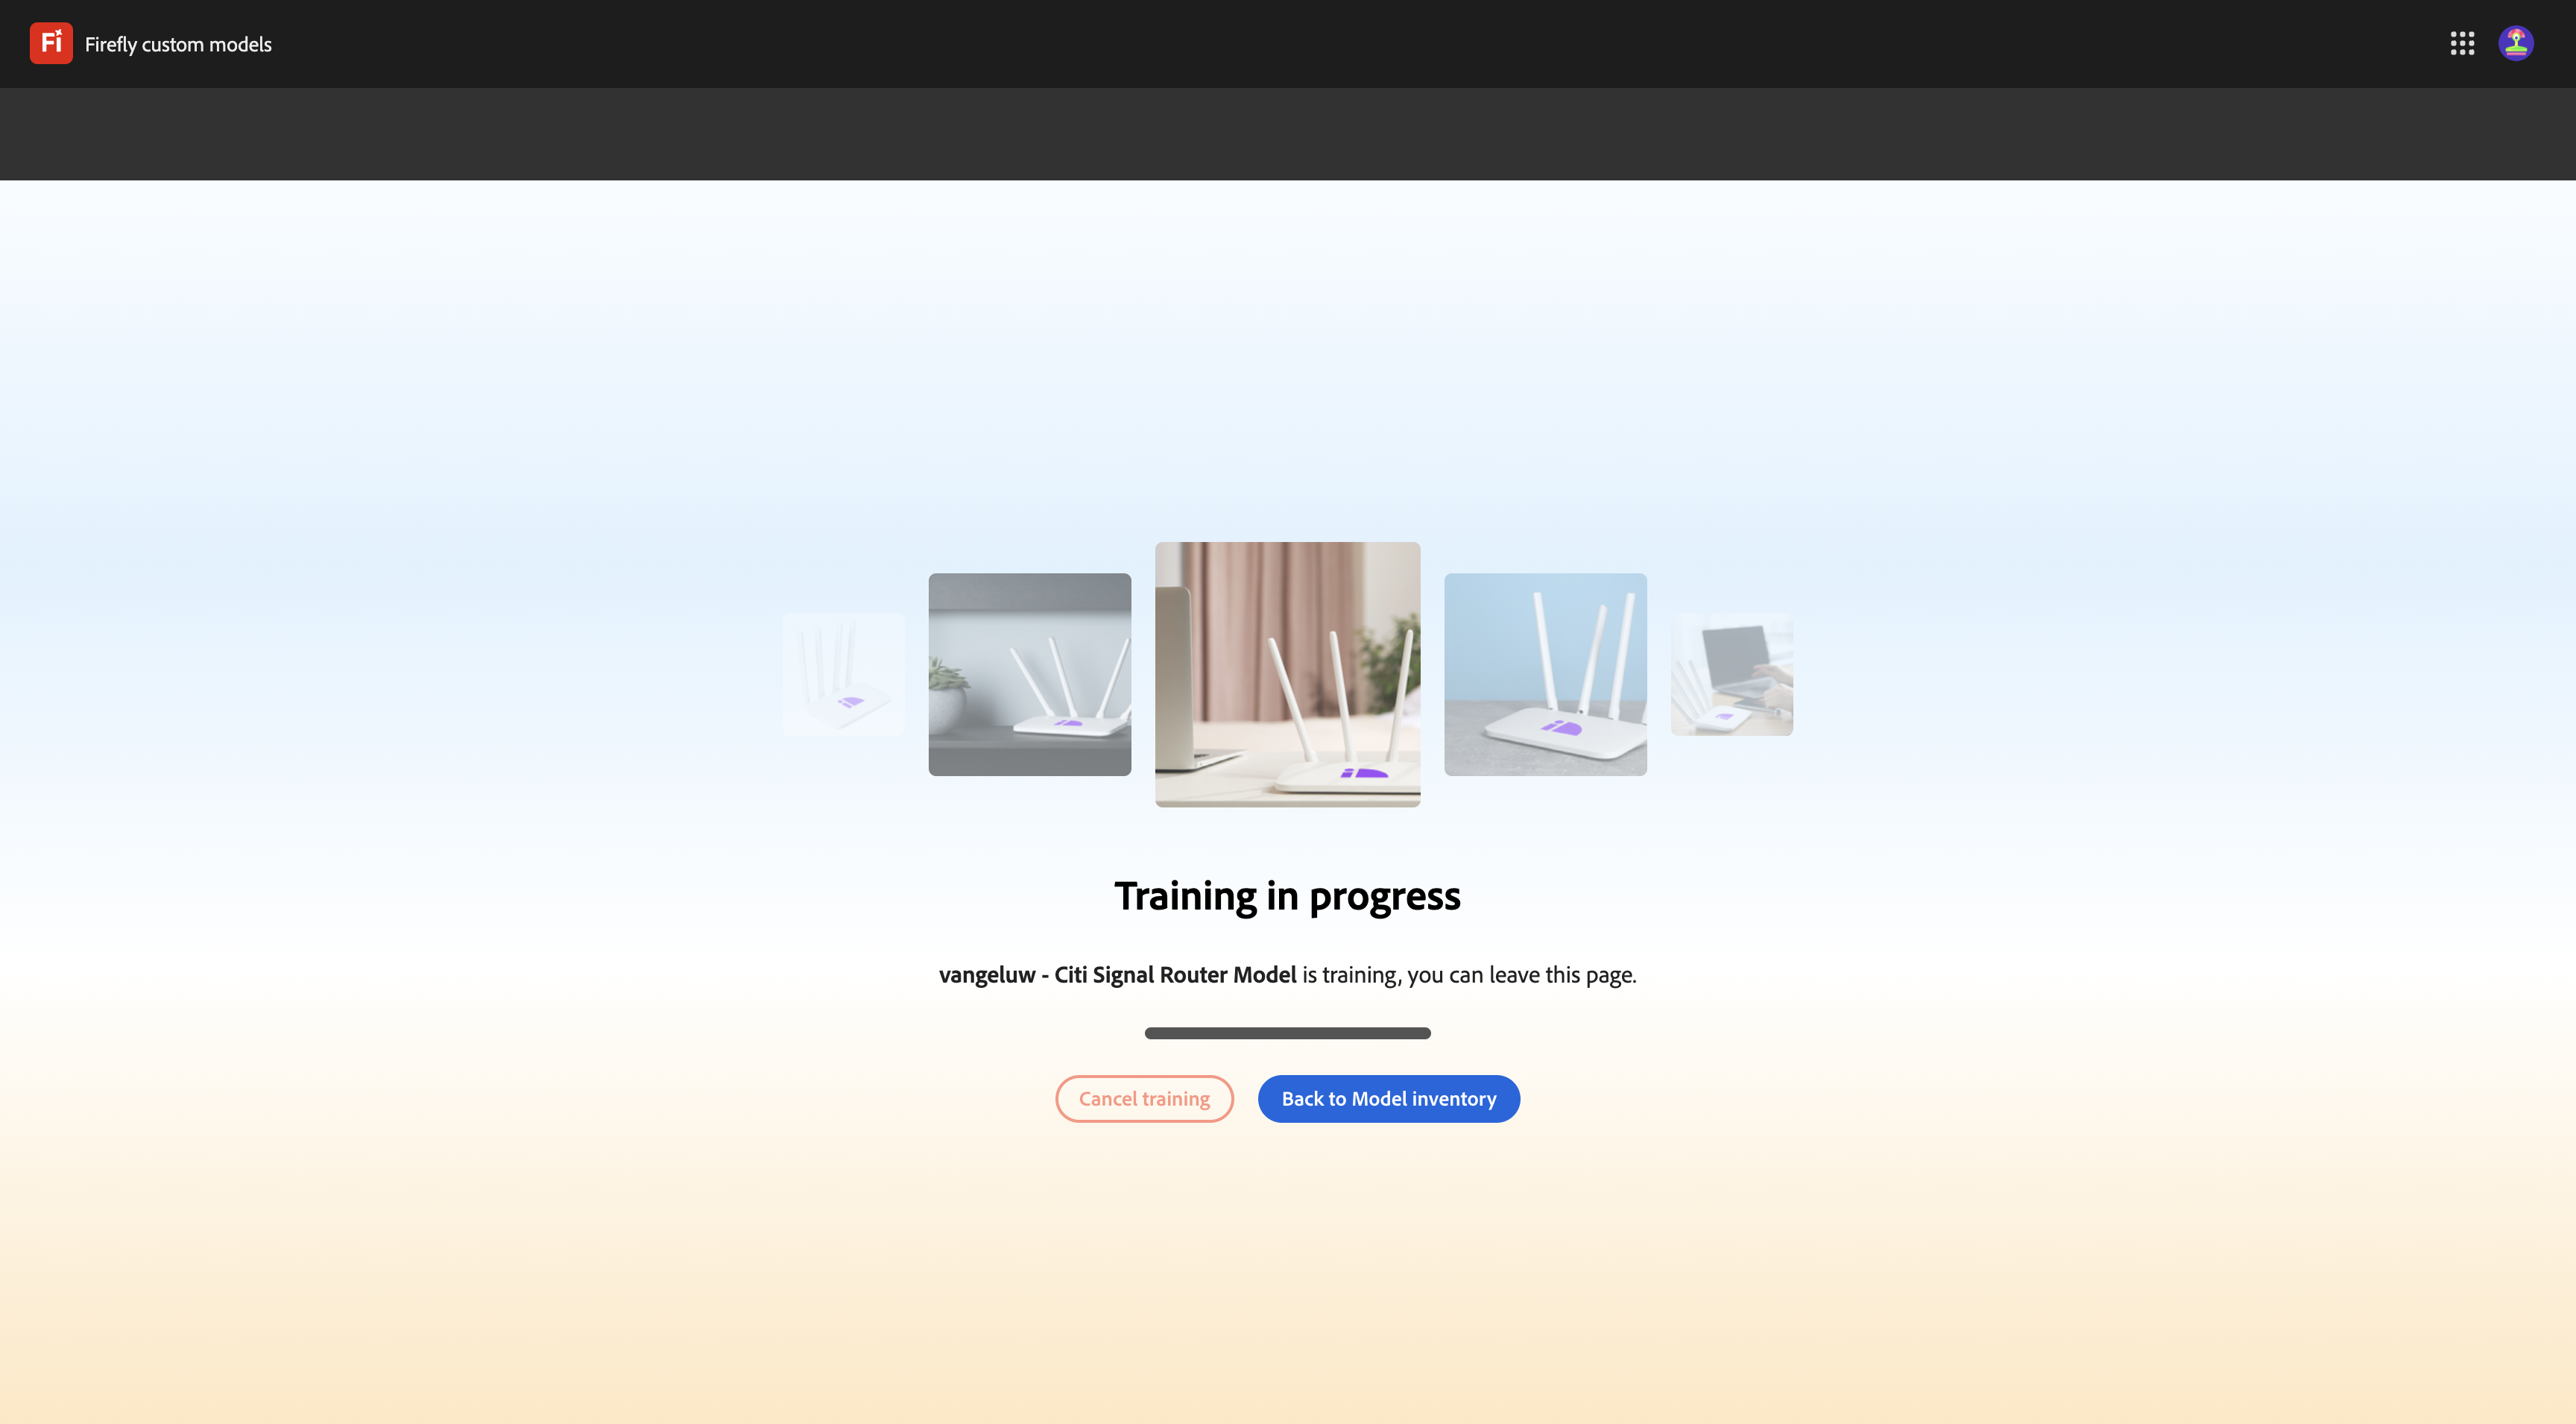 Fi Firefly custom models
Training in progress
vangeluw - Citi Signal Router Model is training, you can leave this page.
Cancel training
Back to Model inventory